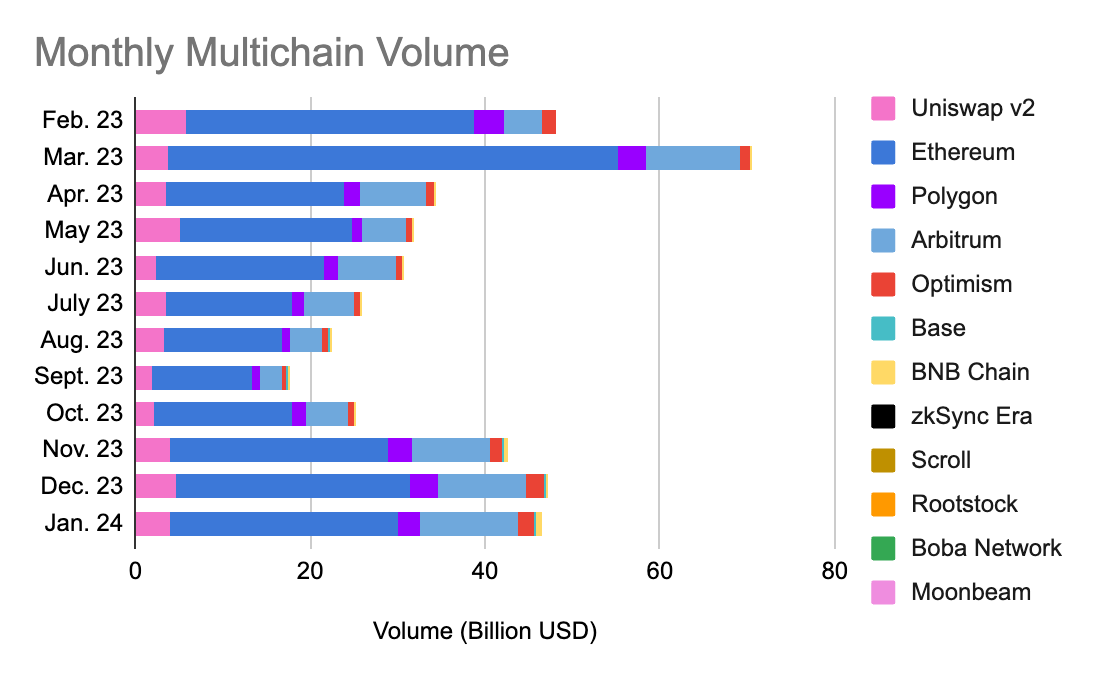 Monthly Multichain Volume
Feb. 23
Mar. 23
Apr. 23
May 23
Jun. 23
July 23
Aug. 23
Sept. 23
Oct. 23
Nov. 23
Dec. 23
Jan. 24
0 20 40 60 80
Volume (Billion USD)
Uniswap v2
Ethereum
Polygon
Arbitrum
Optimism
Base
BNB Chain
zkSync Era
Scroll
Rootstock
Boba Network
Moonbeam